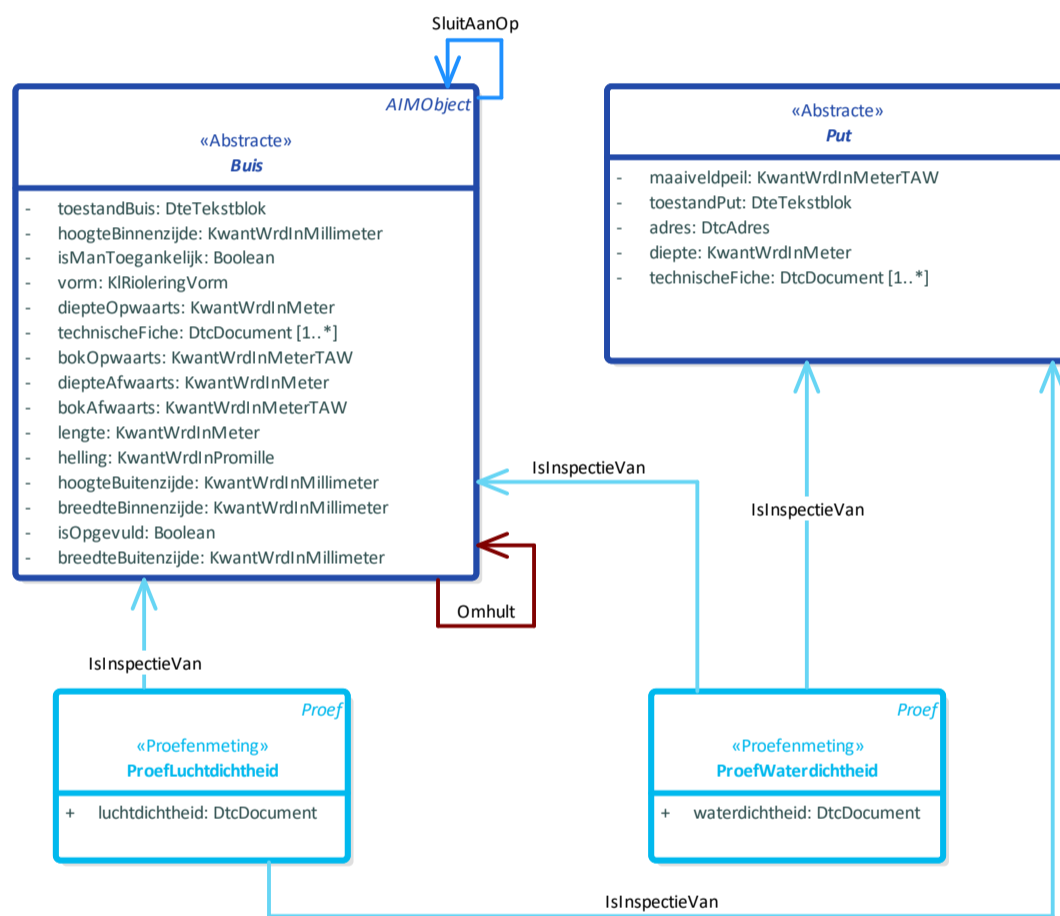 SluitAanOp
AIMObject
«Abstracte»
Buis
- toestandBuis: DteTekstblok
- hoogteBinnenzijde: KwantWrdInMillimeter
- isManToegankelijk: Boolean
- vorm: KlRioleringVorm
- diepteOpwaarts: KwantWrdInMeter
- technischeFiche: DtcDocument [1..*]
- bokOpwaarts: KwantWrdInMeterTAW
- diepteAfwaarts: KwantWrdInMeter
- bokAfwaarts: KwantWrdInMeterTAW
- lengte: KwantWrdInMeter
- helling: KwantWrdInPromille
- hoogteBuitenzijde: KwantWrdInMillimeter
- breedteBinnenzijde: KwantWrdInMillimeter
- isOpgevuld: Boolean
- breedteBuitenzijde: KwantWrdInMillimeter
«Abstracte»
Put
- maaiveldpeil: KwantWrdInMeterTAW
- toestandPut: DteTekstblok
- adres: DtcAdres
- diepte: KwantWrdInMeter
- technischeFiche: DtcDocument [1..*]
IsInspectieVan
IsInspectieVan
Omhult
IsInspectieVan
Proef
«Proefenmeting»
ProefLuchtdichtheid
+ luchtdichtheid: DtcDocument
Proef
«Proefenmeting»
ProefWaterdichtheid
+ waterdichtheid: DtcDocument
IsInspectieVan